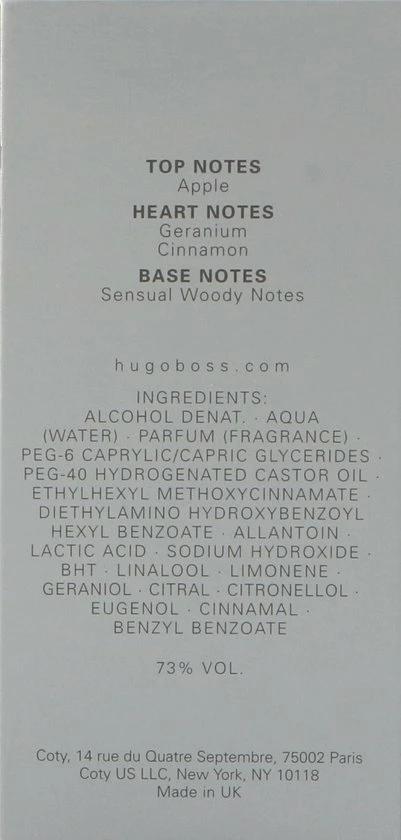 TOP NOTES
Apple
HEART NOTES
Geranium
Cinnamon
BASE NOTES
Sensual Woody Notes
hugoboss.com
INGREDIENTS:
ALCOHOL DENAT. · AQUA
(WATER) · PARFUM (FRAGRANCE) ·
PEG-6 CAPRYLIC/CAPRIC GLYCERIDES ·
PEG-40 HYDROGENATED CASTOR OIL ·
ETHYLHEXYL METHOXYCINNAMATE ·
DIETHYLAMINO HYDROXYBENZOYL
HEXYL BENZOATE · ALLANTOIN ·
LACTIC ACID · SODIUM HYDROXIDE ·
BHT · LINALOOL · LIMONENE ·
GERANIOL · CITRAL · CITRONELLOL ·
EUGENOL · CINNAMAL ·
BENZYL BENZOATE
73% VOL.
Coty, 14 rue du Quatre Septembre, 75002 Paris
Coty US LLC, New York, NY 10118
Made in UK